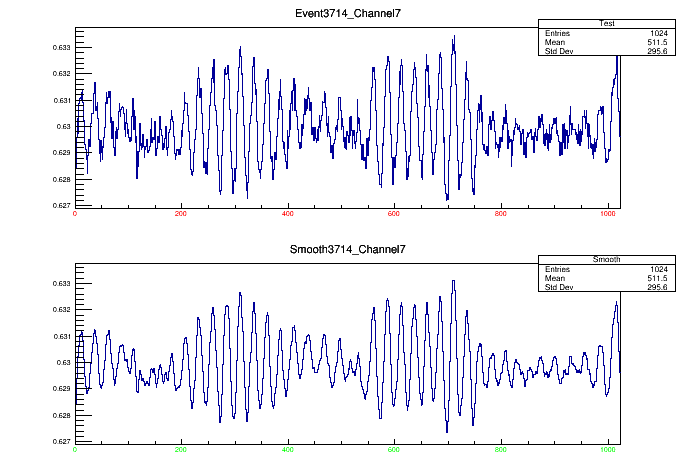 Event3714_Channel7
Test
Entries 1024
Mean 511.5
Std Dev 295.6
0.633
0.632
0.631
0.63
0.629
0.628
0.627
0 200 400 600 800 1000
Smooth3714_Channel7
Smooth
Entries 1024
Mean 511.5
Std Dev 295.6
0.633
0.632
0.631
0.63
0.629
0.628
0.627
0 200 400 600 800 1000